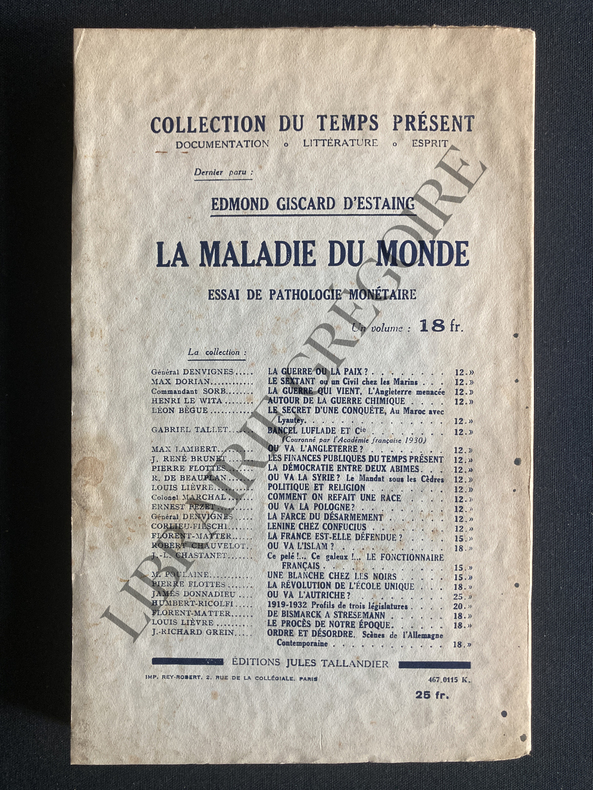 COLLECTION DU TEMPS PRÉSENT
DOCUMENTATION o LITTÉRATURE o ESPRIT
Dernier paru :
EDMOND GISCARD D'ESTAING
LA MALADIE DU MONDE
ESSAI DE PATHOLOGIE MONÉTAIRE
Un volume : 18 fr.
La collection :
Général DENVIGNES ..... LA GUERRE OU LA PAIX ? . . . . . . . . 12.»
MAX DORIAN............ LE SEXTANT ou un Civil chez les Marins . . . 12.»
Commandant SORB....... LA GUERRE QUI VIENT, L'Angleterre menacée 12.»
HENRI LE WITA ........ AUTOUR DE LA GUERRE CHIMIQUE . . . . 12.»
LÉON BÈGUE ........... LE SECRET D'UNE CONQUÊTE, Au Maroc avec
Lyautey. . . . . . . . . . . . . 12.»
GABRIEL TALLET........ BANCEL LUFLADE ET Cie . . . . . . . 12.»
(Couronné par l'Académie française 1930)
MAX LAMBERT........... OU VA L'ANGLETERRE ? . . . . . . . . 12.»
J. RENÉ BRUNET ....... LES FINANCES PUBLIQUES DU TEMPS PRÉSENT 12.»
PIERRE FLOTTES ....... LA DÉMOCRATIE ENTRE DEUX ABIMES. . . 12.»
R. DE BEAUPLAN ....... OU VA LA SYRIE ? Le Mandat sous les Cèdres 12.»
LOUIS LIÈVRE.......... POLITIQUE ET RELIGION . . . . . . . 12.»
Colonel MARCHAL ...... COMMENT ON REFAIT UNE RACE . . . . 12.»
ERNEST PEZET.......... OU VA LA POLOGNE ? . . . . . . . . 12.»
Général DENVIGNES .... LA FARCE DU DÉSARMEMENT . . . . . 12.»
CORLIEU-FIESCHI ...... LENINE CHEZ CONFUCIUS . . . . . . . 12.»
FLORENT-MATTER....... LA FRANCE EST-ELLE DÉFENDUE ? . . . . 15.»
ROBERT CHAUVELOT. OU VA L'ISLAM ? . . . . . . . . . . 18.»
J.-L. CHASTANET....... Ce pelé !... Ce galeux !... LE FONCTIONNAIRE
FRANÇAIS . . . . . . . . . . . . 15.»
M. POULAINE........... UNE BLANCHE CHEZ LES NOIRS . . . . . 15.»
PIERRE FLOTTES ....... LA RÉVOLUTION DE L'ÉCOLE UNIQUE . . . 18.»
JAMES DONNADIEU ... OU VA L'AUTRICHE ? . . . . . . . . 25.»
HUMBERT-RICOLFI ..... 1919-1932 Profils de trois législatures . . . . 20.»
FLORENT-MATTER....... DE BISMARCK A STRESEMANN . . . . . 18.»
LOUIS LIÈVRE ......... LE PROCÈS DE NOTRE ÉPOQUE. . . . . . 18.»
J.-RICHARD GREIN..... ORDRE ET DÉSORDRE. Scènes de l'Allemagne
Contemporaine . . . . . . . . . . . 18.»
ÉDITIONS JULES TALLANDIER
IMP. REY-ROBERT, 2, RUE DE LA COLLÉGIALE, PARIS 467.0115 K.
25 fr.
LIBRAIRIE GRÉGOIRE